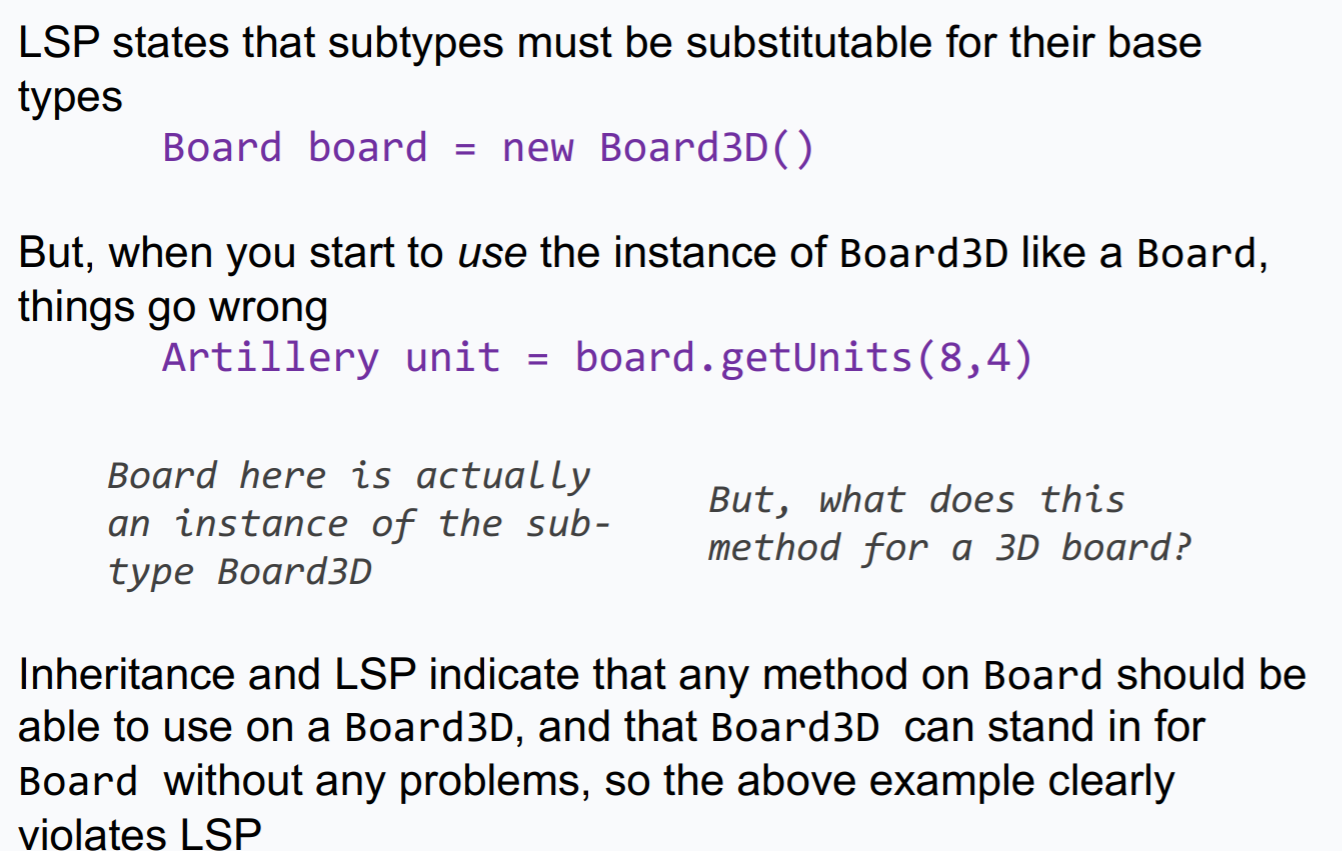 LSP states that subtypes must be substitutable for their base
types
Board board = new Board3D()
But, when you start to use the instance of Board3D like a Board,
things go wrong
Artillery unit = board.getUnits(8,4)
Board here is actually
an instance of the sub-
type Board3D
But, what does this
method for a 3D board?
Inheritance and LSP indicate that any method on Board should be
able to use on a Board3D, and that Board3D can stand in for
Board without any problems, so the above example clearly
violates LSP